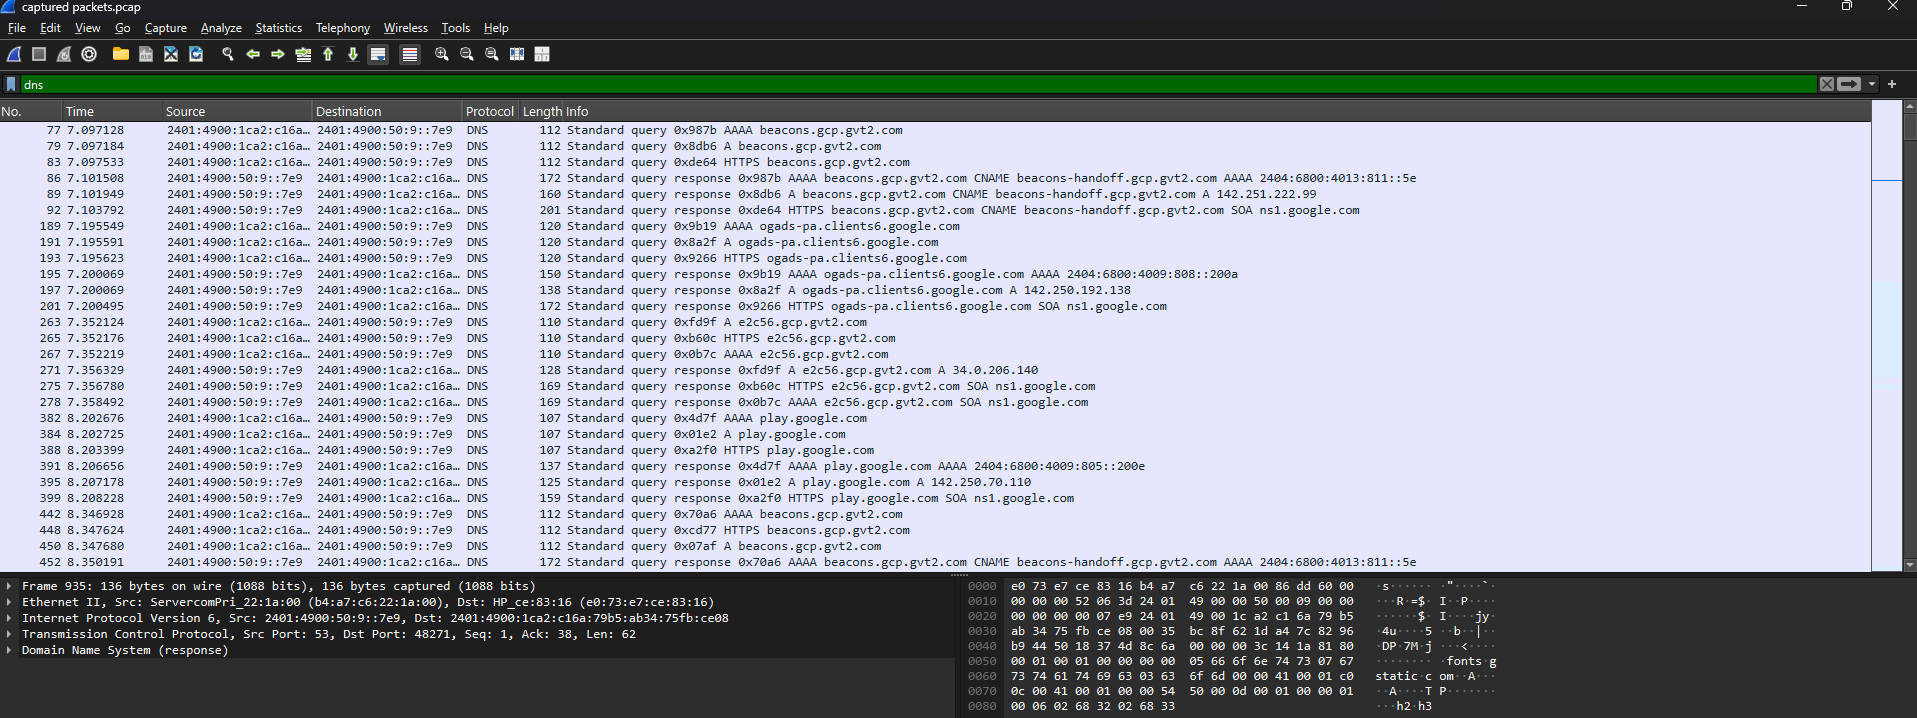 captured packets.pcap
File Edit View Go Capture Analyze Statistics Telephony Wireless Tools Help
dns
No. Time Source Destination Protocol Length Info
77 7.097128 2401:4900:1ca2:c16a… 2401:4900:50:9::7e9 DNS 112 Standard query 0x987b AAAA beacons.gcp.gvt2.com
79 7.097184 2401:4900:1ca2:c16a… 2401:4900:50:9::7e9 DNS 112 Standard query 0x8db6 A beacons.gcp.gvt2.com
83 7.097533 2401:4900:1ca2:c16a… 2401:4900:50:9::7e9 DNS 112 Standard query 0xde64 HTTPS beacons.gcp.gvt2.com
86 7.101508 2401:4900:50:9::7e9 2401:4900:1ca2:c16a… DNS 172 Standard query response 0x987b AAAA beacons.gcp.gvt2.com CNAME beacons-handoff.gcp.gvt2.com AAAA 2404:6800:4013:811::5e
89 7.101949 2401:4900:50:9::7e9 2401:4900:1ca2:c16a… DNS 160 Standard query response 0x8db6 A beacons.gcp.gvt2.com CNAME beacons-handoff.gcp.gvt2.com A 142.251.222.99
92 7.103792 2401:4900:50:9::7e9 2401:4900:1ca2:c16a… DNS 201 Standard query response 0xde64 HTTPS beacons.gcp.gvt2.com CNAME beacons-handoff.gcp.gvt2.com SOA ns1.google.com
189 7.195549 2401:4900:1ca2:c16a… 2401:4900:50:9::7e9 DNS 120 Standard query 0x9b19 AAAA ogads-pa.clients6.google.com
191 7.195591 2401:4900:1ca2:c16a… 2401:4900:50:9::7e9 DNS 120 Standard query 0x8a2f A ogads-pa.clients6.google.com
193 7.195623 2401:4900:1ca2:c16a… 2401:4900:50:9::7e9 DNS 120 Standard query 0x9266 HTTPS ogads-pa.clients6.google.com
195 7.200069 2401:4900:50:9::7e9 2401:4900:1ca2:c16a… DNS 150 Standard query response 0x9b19 AAAA ogads-pa.clients6.google.com AAAA 2404:6800:4009:808::200a
197 7.200069 2401:4900:50:9::7e9 2401:4900:1ca2:c16a… DNS 138 Standard query response 0x8a2f A ogads-pa.clients6.google.com A 142.250.192.138
201 7.200495 2401:4900:50:9::7e9 2401:4900:1ca2:c16a… DNS 172 Standard query response 0x9266 HTTPS ogads-pa.clients6.google.com SOA ns1.google.com
263 7.352124 2401:4900:1ca2:c16a… 2401:4900:50:9::7e9 DNS 110 Standard query 0xfd9f A e2c56.gcp.gvt2.com
265 7.352176 2401:4900:1ca2:c16a… 2401:4900:50:9::7e9 DNS 110 Standard query 0xb60c HTTPS e2c56.gcp.gvt2.com
267 7.352219 2401:4900:1ca2:c16a… 2401:4900:50:9::7e9 DNS 110 Standard query 0x0b7c AAAA e2c56.gcp.gvt2.com
271 7.356329 2401:4900:50:9::7e9 2401:4900:1ca2:c16a… DNS 128 Standard query response 0xfd9f A e2c56.gcp.gvt2.com A 34.0.206.140
275 7.356780 2401:4900:50:9::7e9 2401:4900:1ca2:c16a… DNS 169 Standard query response 0xb60c HTTPS e2c56.gcp.gvt2.com SOA ns1.google.com
278 7.358492 2401:4900:50:9::7e9 2401:4900:1ca2:c16a… DNS 169 Standard query response 0x0b7c AAAA e2c56.gcp.gvt2.com SOA ns1.google.com
382 8.202676 2401:4900:1ca2:c16a… 2401:4900:50:9::7e9 DNS 107 Standard query 0x4d7f AAAA play.google.com
384 8.202725 2401:4900:1ca2:c16a… 2401:4900:50:9::7e9 DNS 107 Standard query 0x01e2 A play.google.com
388 8.203399 2401:4900:1ca2:c16a… 2401:4900:50:9::7e9 DNS 107 Standard query 0xa2f0 HTTPS play.google.com
391 8.206656 2401:4900:50:9::7e9 2401:4900:1ca2:c16a… DNS 137 Standard query response 0x4d7f AAAA play.google.com AAAA 2404:6800:4009:805::200e
395 8.207178 2401:4900:50:9::7e9 2401:4900:1ca2:c16a… DNS 125 Standard query response 0x01e2 A play.google.com A 142.250.70.110
399 8.208228 2401:4900:50:9::7e9 2401:4900:1ca2:c16a… DNS 159 Standard query response 0xa2f0 HTTPS play.google.com SOA ns1.google.com
442 8.346928 2401:4900:1ca2:c16a… 2401:4900:50:9::7e9 DNS 112 Standard query 0x70a6 AAAA beacons.gcp.gvt2.com
448 8.347624 2401:4900:1ca2:c16a… 2401:4900:50:9::7e9 DNS 112 Standard query 0xcd77 HTTPS beacons.gcp.gvt2.com
450 8.347680 2401:4900:1ca2:c16a… 2401:4900:50:9::7e9 DNS 112 Standard query 0x07af A beacons.gcp.gvt2.com
452 8.350191 2401:4900:50:9::7e9 2401:4900:1ca2:c16a… DNS 172 Standard query response 0x70a6 AAAA beacons.gcp.gvt2.com CNAME beacons-handoff.gcp.gvt2.com AAAA 2404:6800:4013:811::5e
Frame 935: 136 bytes on wire (1088 bits), 136 bytes captured (1088 bits)
Ethernet II, Src: ServercomPri_22:1a:00 (b4:a7:c6:22:1a:00), Dst: HP_ce:83:16 (e0:73:e7:ce:83:16)
Internet Protocol Version 6, Src: 2401:4900:50:9::7e9, Dst: 2401:4900:1ca2:c16a:79b5:ab34:75fb:ce08
Transmission Control Protocol, Src Port: 53, Dst Port: 48271, Seq: 1, Ack: 38, Len: 62
Domain Name System (response)
0000 e0 73 e7 ce 83 16 b4 a7 c6 22 1a 00 86 dd 60 00 ·s······ ·"····`·
0010 00 00 00 52 06 3d 24 01 49 00 00 50 00 09 00 00 ···R·=$· I··P····
0020 00 00 00 00 07 e9 24 01 49 00 1c a2 c1 6a 79 b5 ······$· I····jy·
0030 ab 34 75 fb ce 08 00 35 bc 8f 62 1d a4 7c 82 96 ·4u····5 ··b··|··
0040 b9 44 50 18 37 4d 8c 6a 00 00 00 3c 14 1a 81 80 ·DP·7M·j ···<····
0050 00 01 00 01 00 00 00 00 05 66 6f 6e 74 73 07 67 ········ ·fonts·g
0060 73 74 61 74 69 63 03 63 6f 6d 00 00 41 00 01 c0 static·c om··A···
0070 0c 00 41 00 01 00 00 54 50 00 0d 00 01 00 00 01 ··A····T P·······
0080 00 06 02 68 32 02 68 33 ···h2·h3